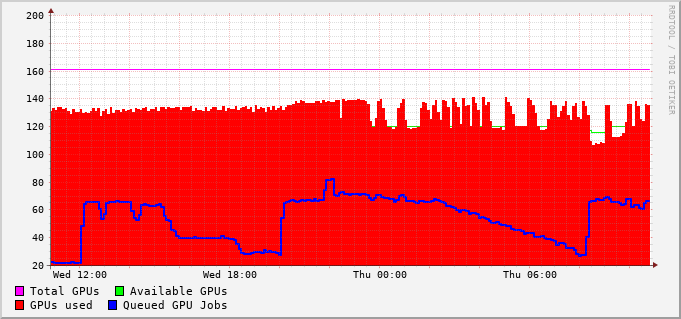 200
180
160
140
120
100
80
60
40
20
Wed 12:00 Wed 18:00 Thu 00:00 Thu 06:00
Total GPUs Available GPUs
GPUs used Queued GPU Jobs
RRDTOOL / TOBI OETIKER